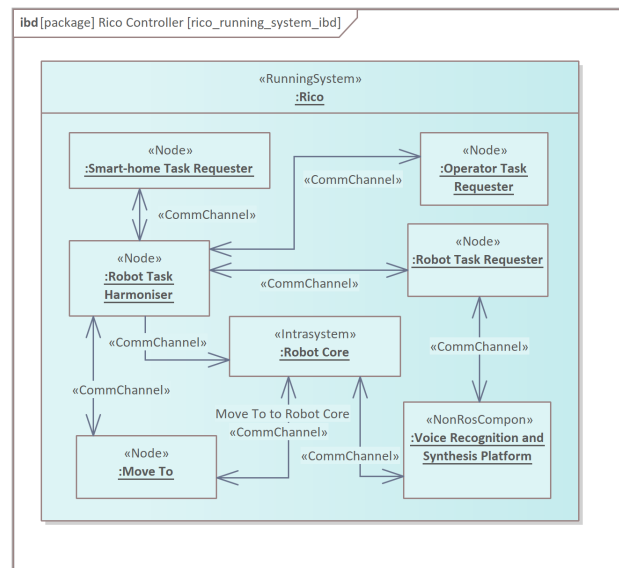 ibd [package] Rico Controller [rico_running_system_ibd]
«RunningSystem»
:Rico
«Node»
:Smart-home Task Requester
«Node»
:Operator Task
Requester
«CommChannel»
«CommChannel»
«Node»
:Robot Task
Harmoniser
«Node»
:Robot Task Requester
«CommChannel»
«CommChannel»
«Intrasystem»
:Robot Core
«CommChannel»
«CommChannel»
Move To to Robot Core
«CommChannel»
«NonRosCompon»
:Voice Recognition and
Synthesis Platform
«Node»
:Move To
«CommChannel»